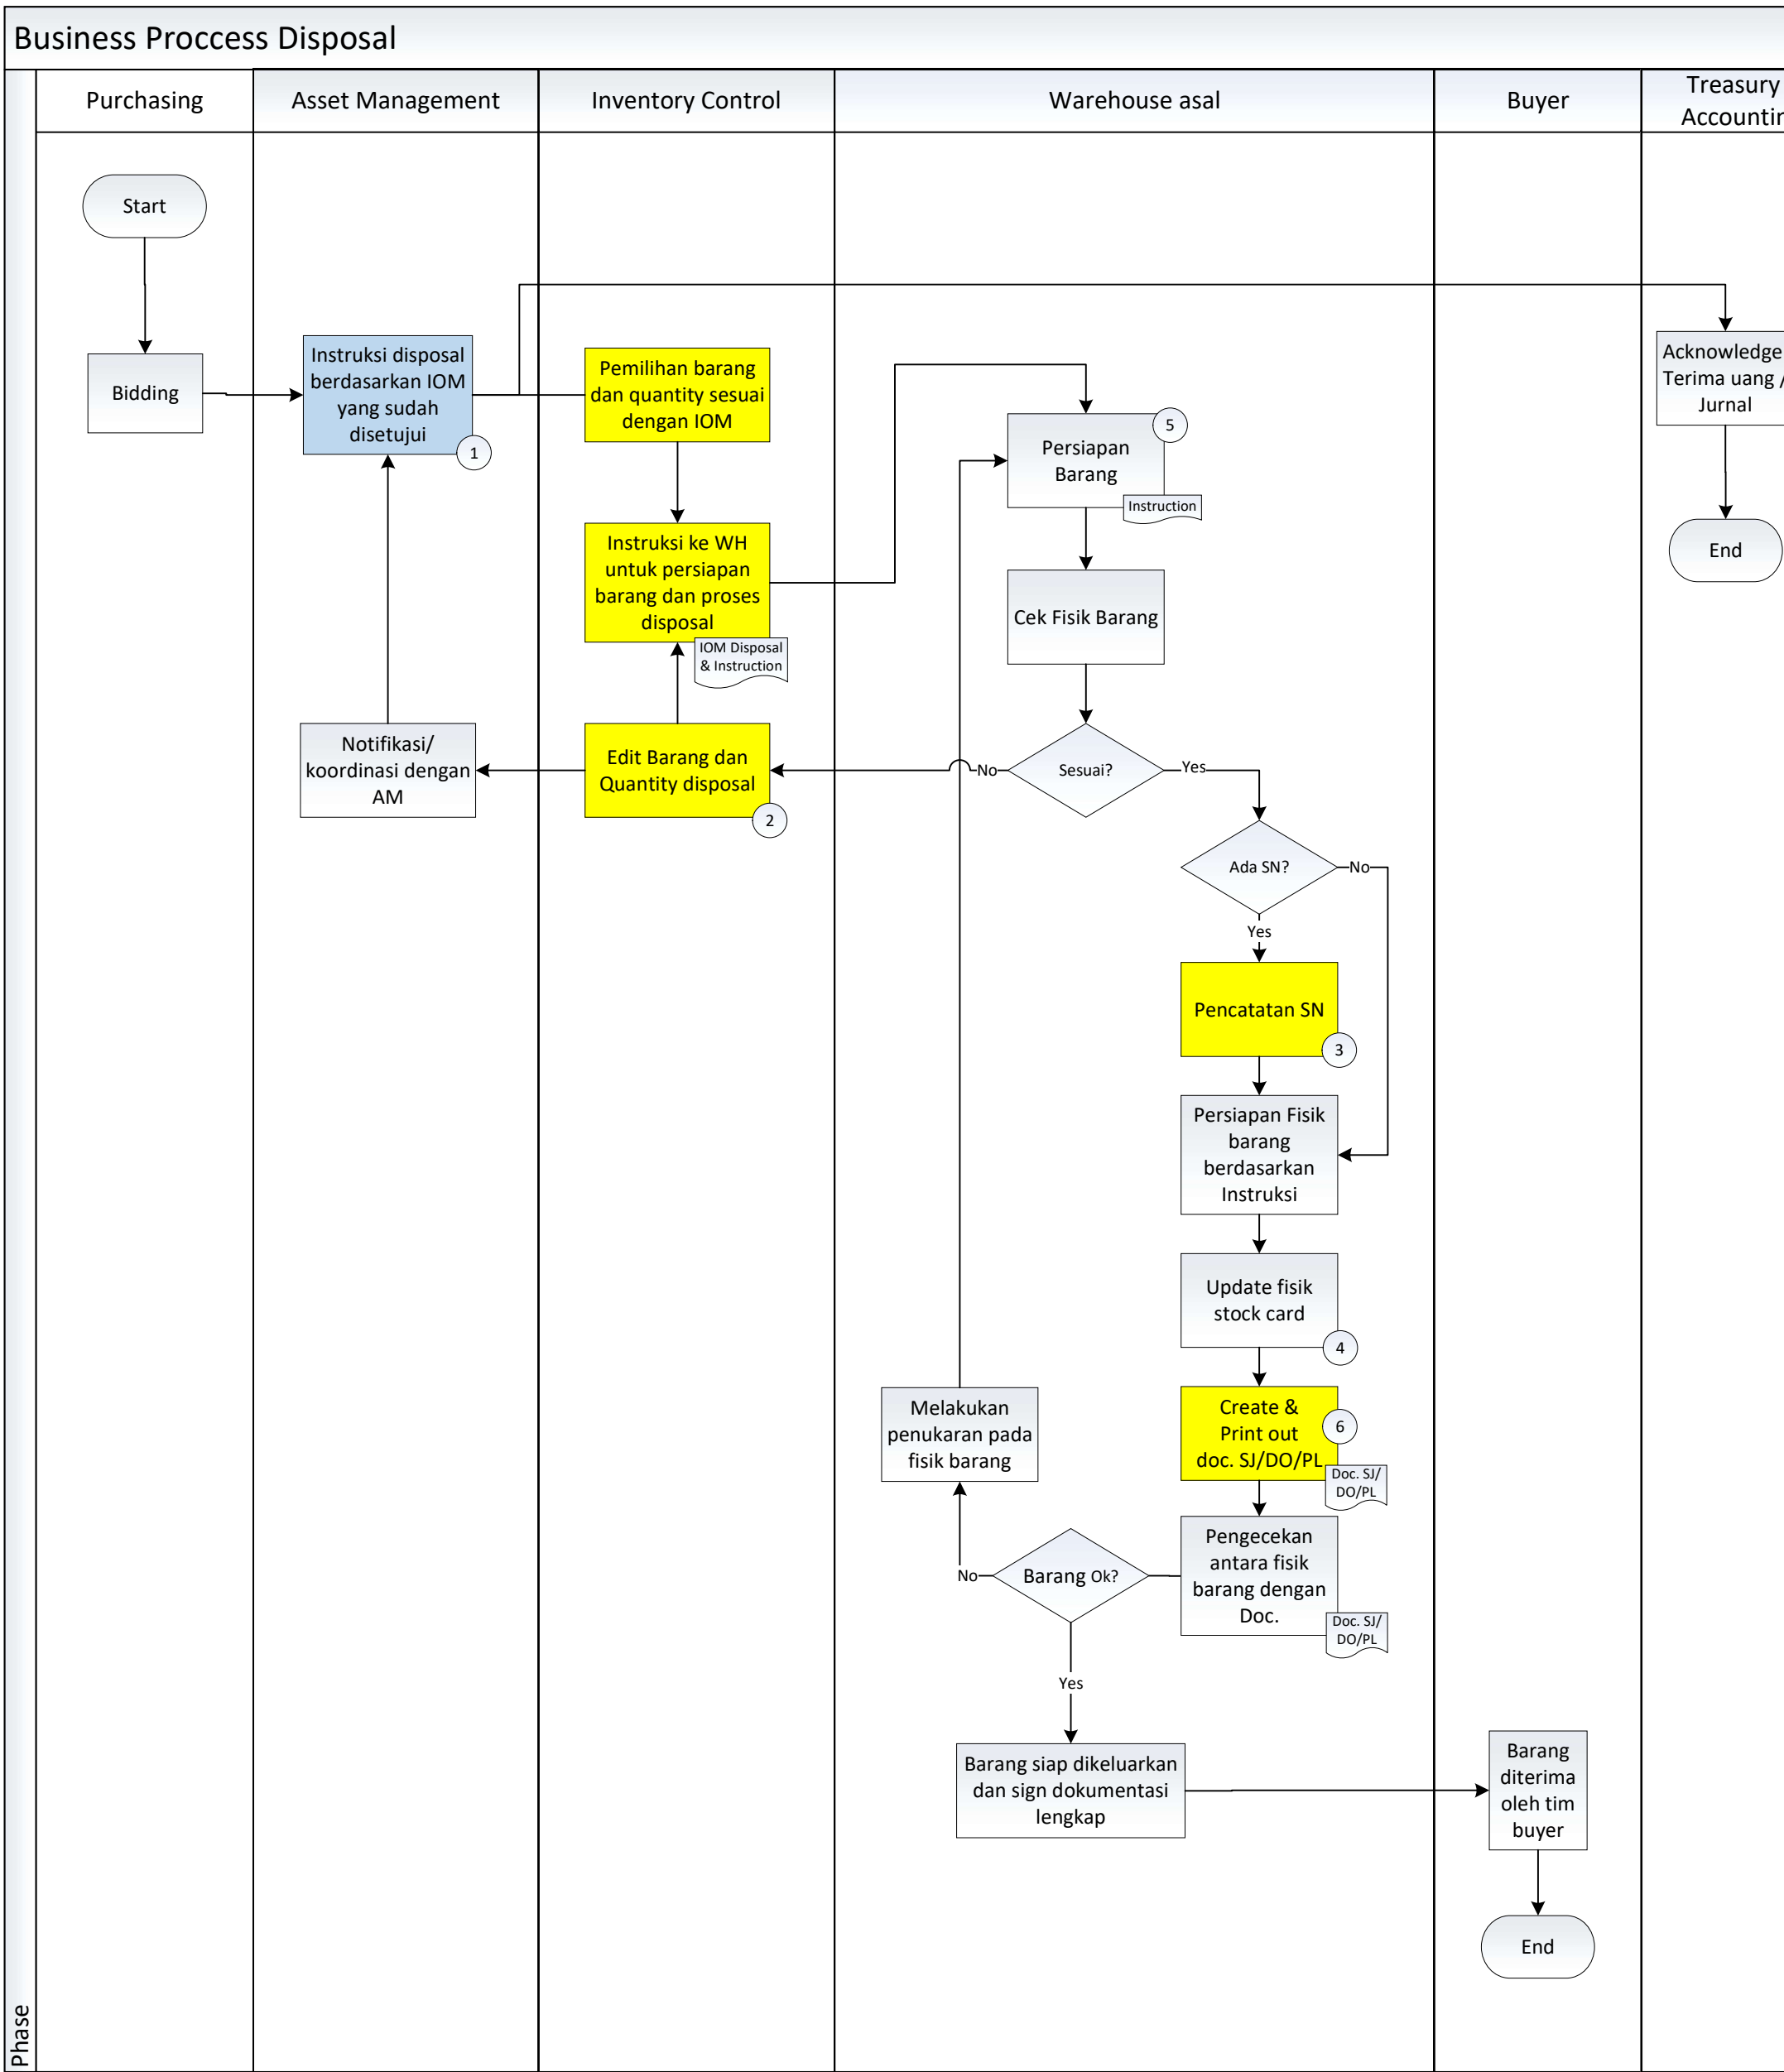 Business Proccess Disposal
Purchasing
Asset Management
Inventory Control
Warehouse asal
Buyer
Treasury
Accountin
Phase
Start
Bidding
Instruksi disposal
berdasarkan IOM
yang sudah
disetujui
1
Notifikasi/
koordinasi dengan
AM
Pemilihan barang
dan quantity sesuai
dengan IOM
Instruksi ke WH
untuk persiapan
barang dan proses
disposal
IOM Disposal
& Instruction
Edit Barang dan
Quantity disposal
2
Persiapan
Barang
5
Instruction
Cek Fisik Barang
Sesuai?
No
Yes
Ada SN?
No
Yes
Pencatatan SN
3
Persiapan Fisik
barang
berdasarkan
Instruksi
Update fisik
stock card
4
Create &
Print out
doc. SJ/DO/PL
6
Doc. SJ/
DO/PL
Pengecekan
antara fisik
barang dengan
Doc.
Doc. SJ/
DO/PL
Barang Ok?
No
Yes
Melakukan
penukaran pada
fisik barang
Barang siap dikeluarkan
dan sign dokumentasi
lengkap
Barang
diterima
oleh tim
buyer
End
Acknowledge
Terima uang /
Jurnal
End